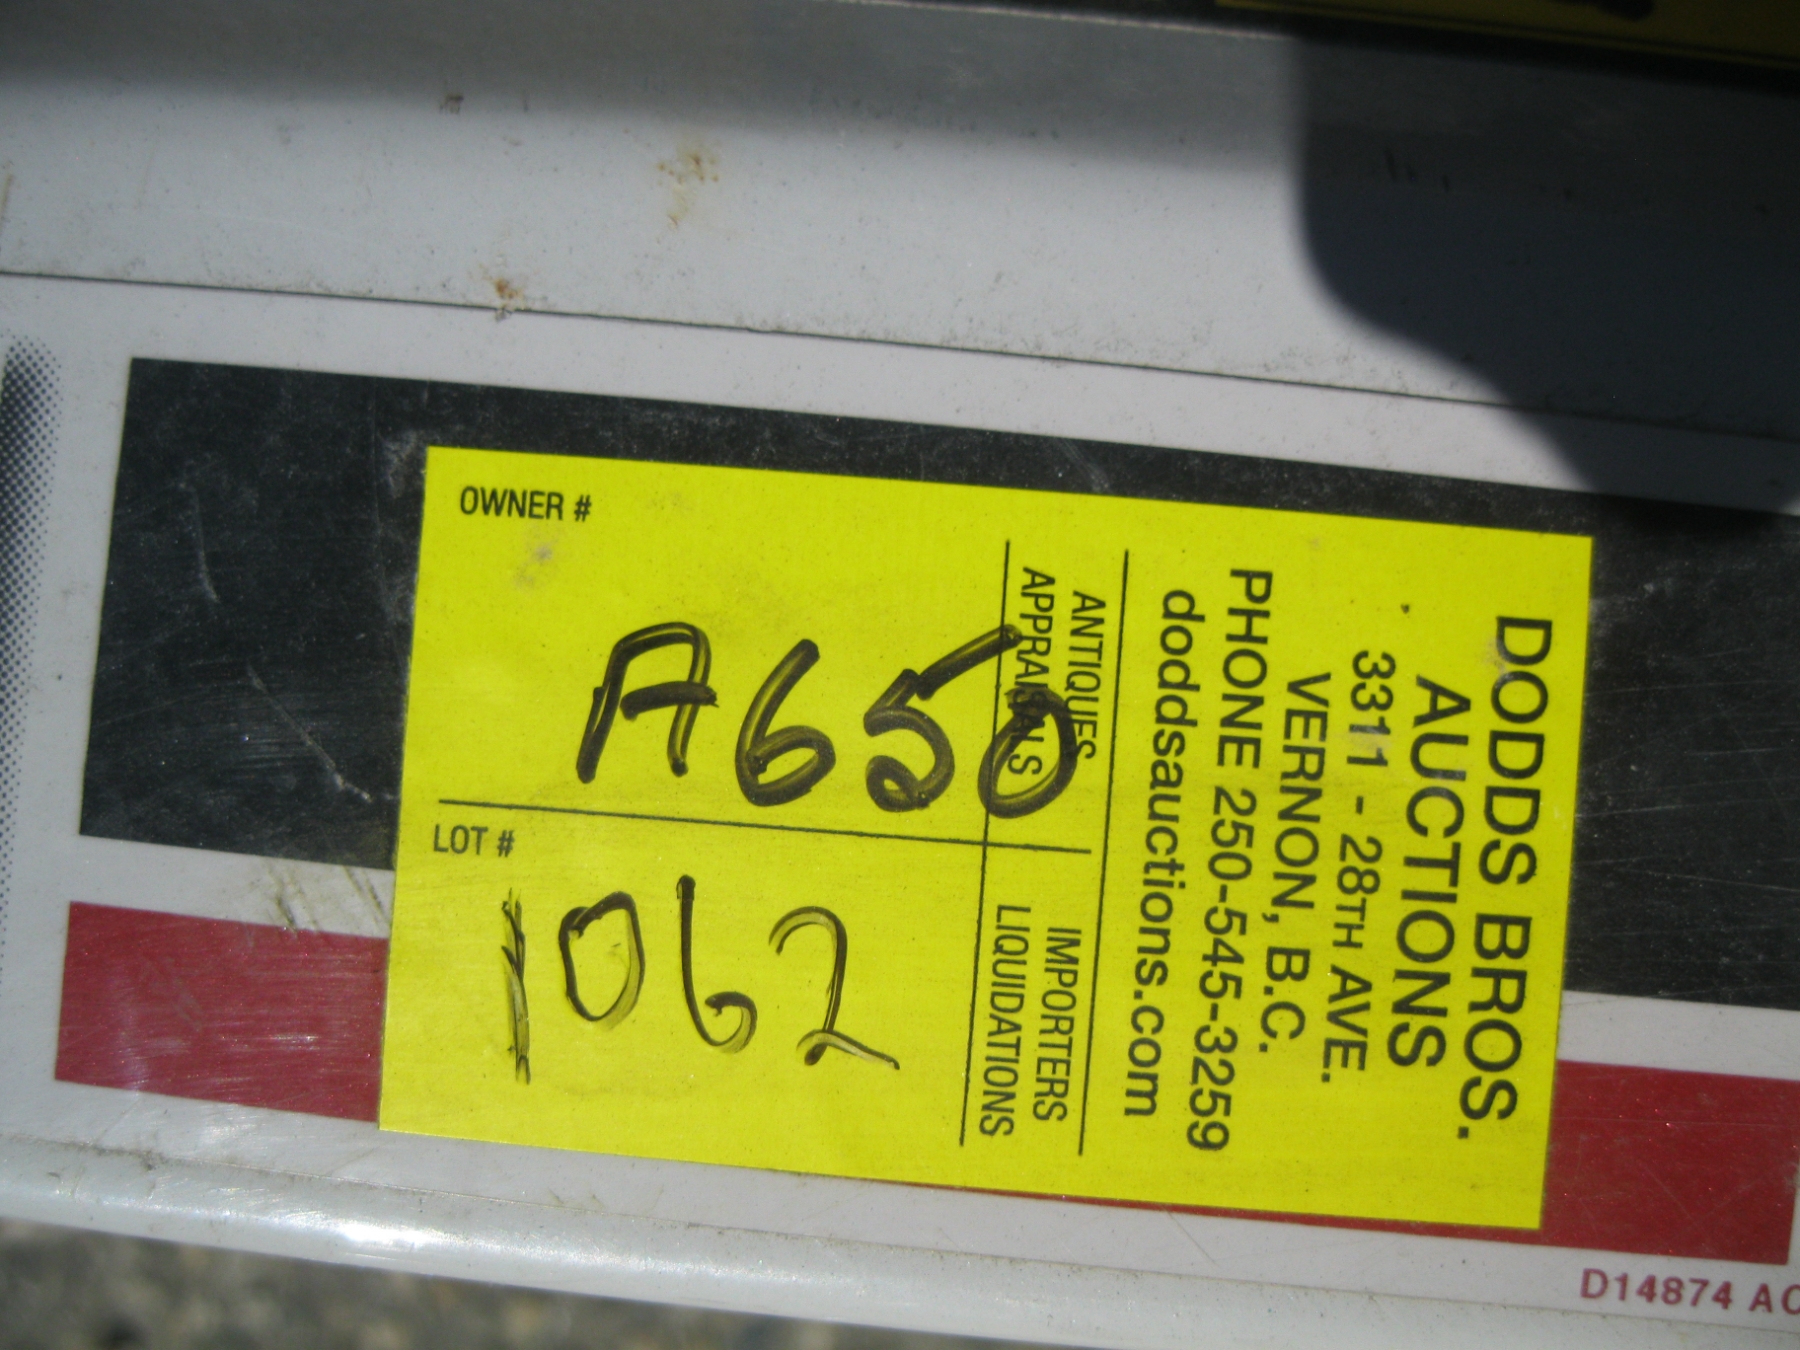 DODDS BROS.
AUCTIONS
3311 - 28TH AVE.
VERNON, B.C.
PHONE 250-545-3259
doddsauctions.com
ANTIQUES
APPRAISALS
IMPORTERS
LIQUIDATIONS
OWNER #
A650
LOT #
1062
D14874